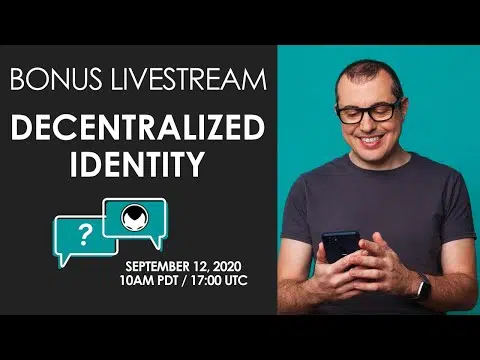 BONUS LIVESTREAM
DECENTRALIZED
IDENTITY
?
SEPTEMBER 12, 2020
10AM PDT / 17:00 UTC